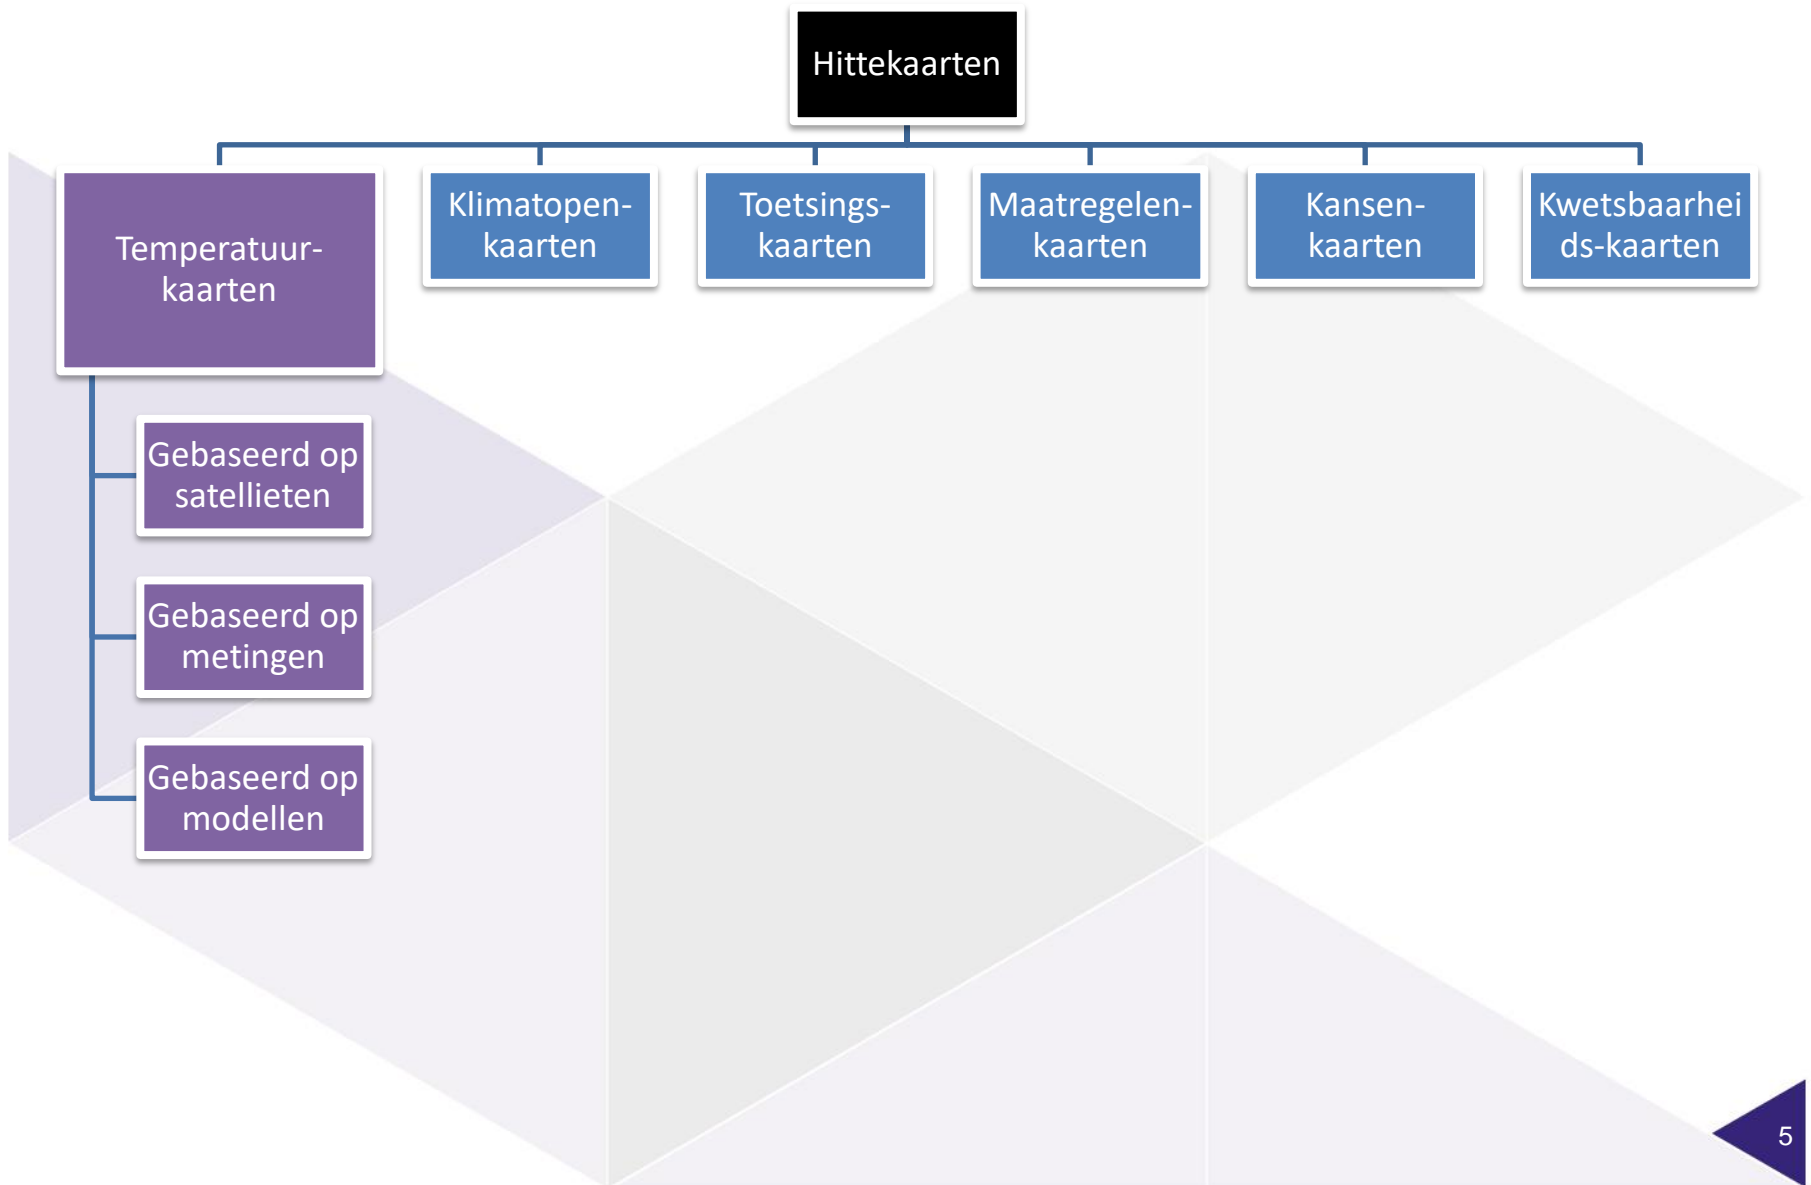 Hittekaarten
Temperatuur-
kaarten
Klimatopen-
kaarten
Toetsings-
kaarten
Maatregelen-
kaarten
Kansen-
kaarten
Kwetsbaarhei
ds-kaarten
Gebaseerd op
satellieten
Gebaseerd op
metingen
Gebaseerd op
modellen
5